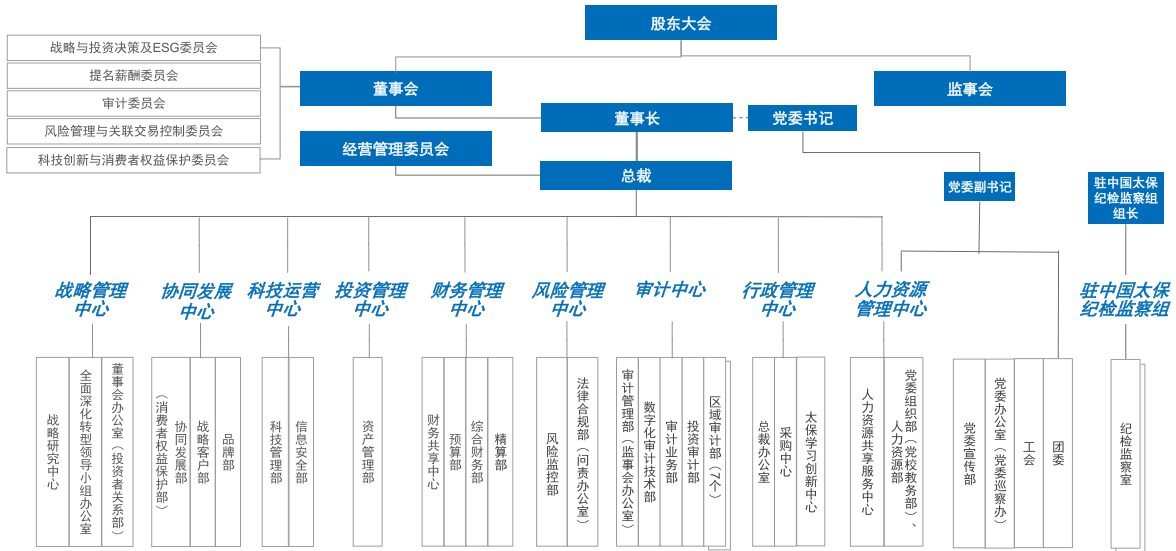 股东大会
战略与投资决策及ESG委员会
提名薪酬委员会
审计委员会
风险管理与关联交易控制委员会
科技创新与消费者权益保护委员会
董事会
监事会
董事长
党委书记
经营管理委员会
总裁
党委副书记
驻中国太保
纪检监察组
组长
战略管理
中心
协同发展
中心
科技运营
中心
投资管理
中心
财务管理
中心
风险管理
中心
审计中心
行政管理
中心
人力资源
管理中心
驻中国太保
纪检监察组
战略研究中心
全面深化转型领导小组办公室
董事会办公室（投资者关系部）
协同发展部
（消费者权益保护部）
战略客户部
品牌部
科技管理部
信息安全部
资产管理部
财务共享中心
预算部
综合财务部
精算部
风险监控部
法律合规部（问责办公室）
审计管理部（监事会办公室）
数字化审计技术部
审计业务部
投资审计部
区域审计部（7个）
总裁办公室
采购中心
太保学习创新中心
人力资源共享服务中心
党委组织部（党校教务部）、
人力资源部
党委宣传部
党委办公室（党委巡察办）
工会
团委
纪检监察室